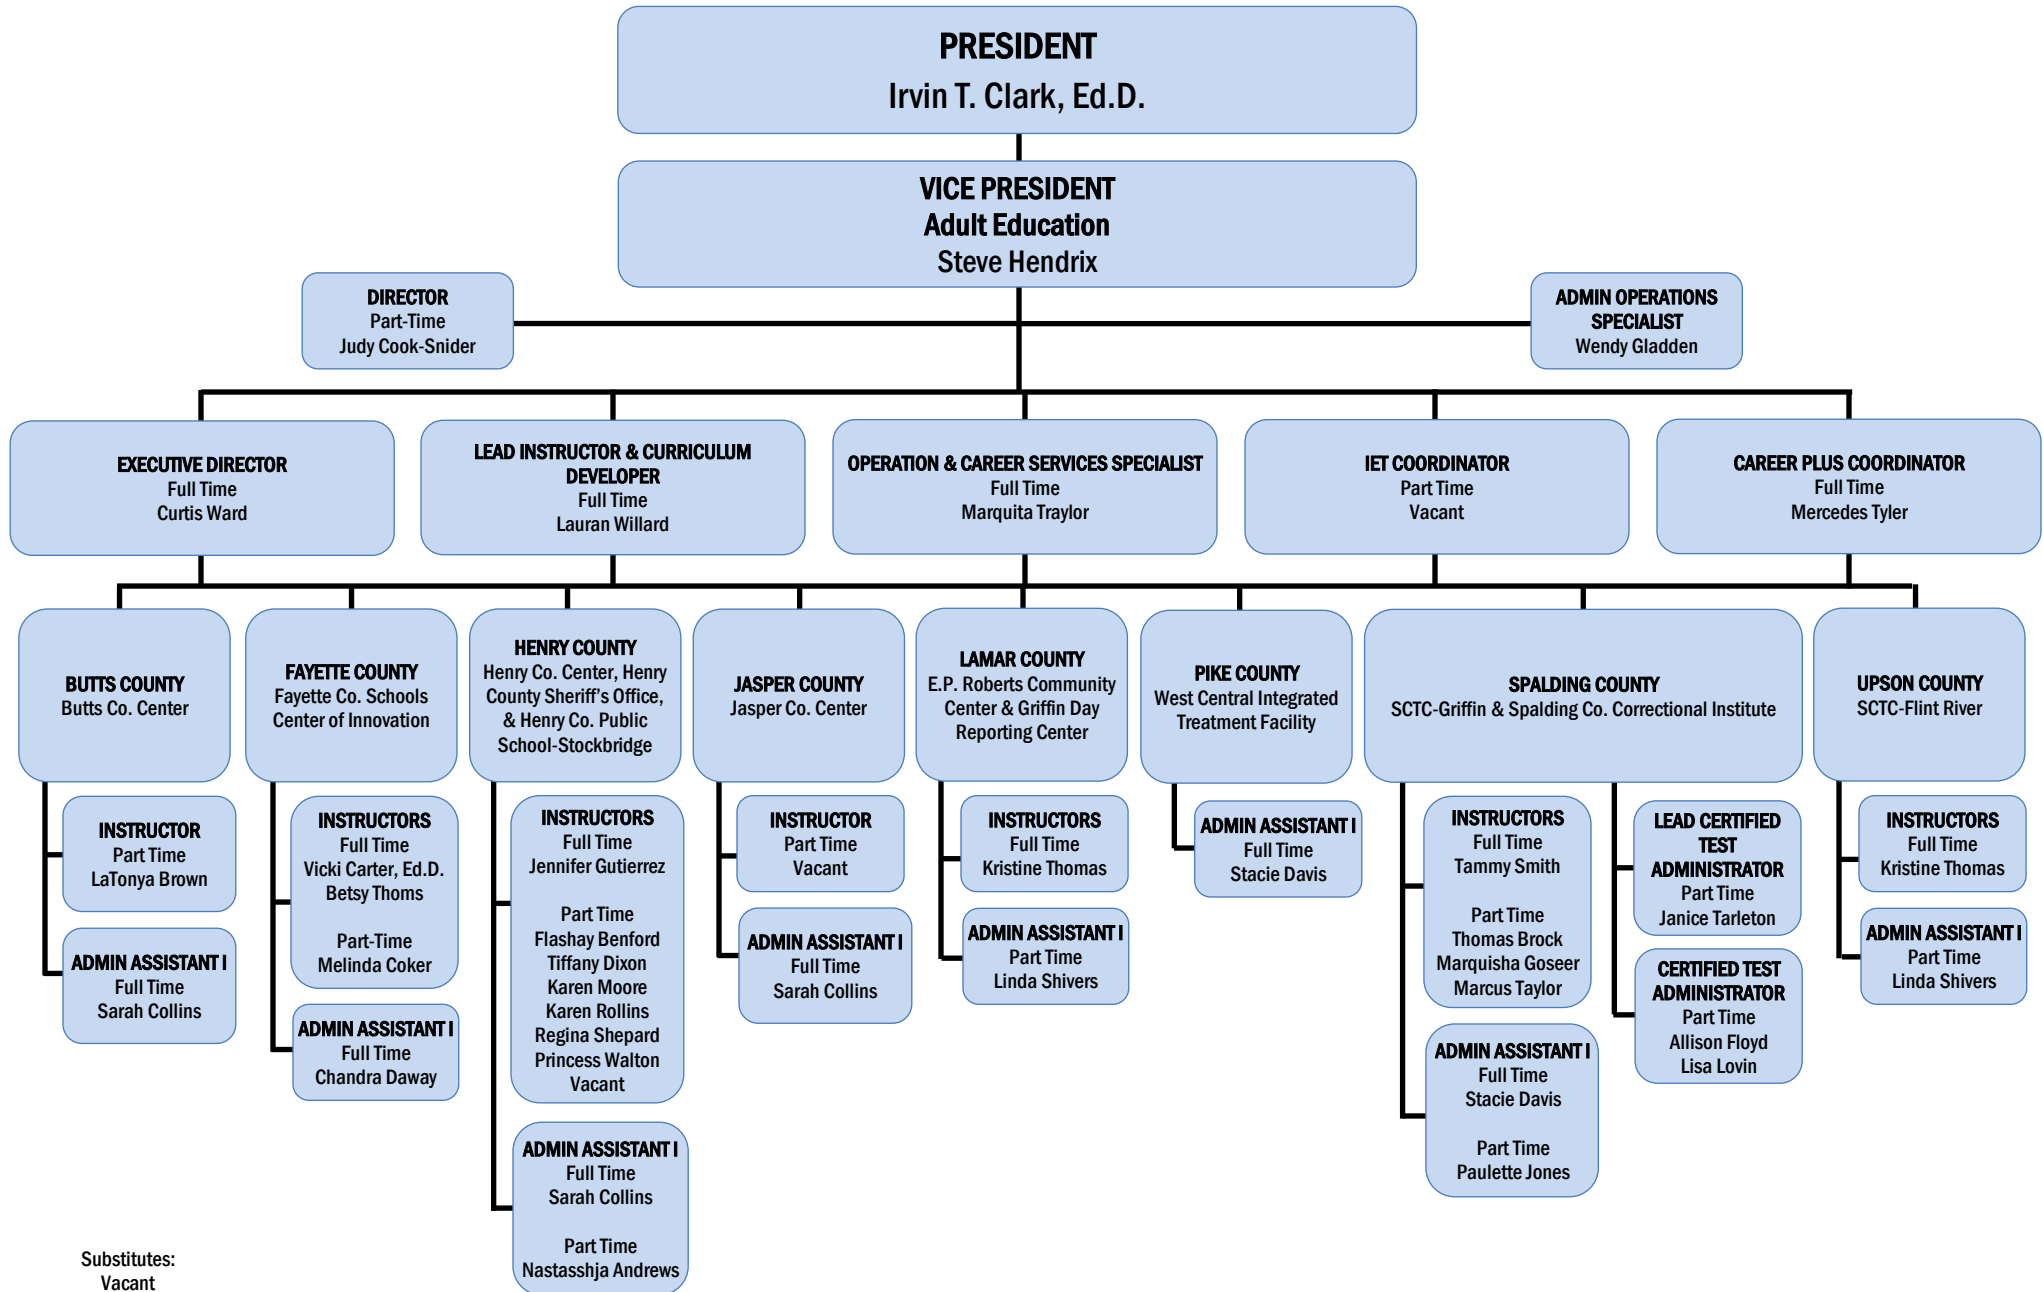 PRESIDENT
Irvin T. Clark, Ed.D.
VICE PRESIDENT
Adult Education
Steve Hendrix
DIRECTOR
Part-Time
Judy Cook-Snider
ADMIN OPERATIONS
SPECIALIST
Wendy Gladden
EXECUTIVE DIRECTOR
Full Time
Curtis Ward
LEAD INSTRUCTOR & CURRICULUM
DEVELOPER
Full Time
Lauran Willard
OPERATION & CAREER SERVICES SPECIALIST
Full Time
Marquita Traylor
IET COORDINATOR
Part Time
Vacant
CAREER PLUS COORDINATOR
Full Time
Mercedes Tyler
BUTTS COUNTY
Butts Co. Center
FAYETTE COUNTY
Fayette Co. Schools
Center of Innovation
HENRY COUNTY
Henry Co. Center, Henry
County Sheriff's Office,
& Henry Co. Public
School-Stockbridge
JASPER COUNTY
Jasper Co. Center
LAMAR COUNTY
E.P. Roberts Community
Center & Griffin Day
Reporting Center
PIKE COUNTY
West Central Integrated
Treatment Facility
SPALDING COUNTY
SCTC-Griffin & Spalding Co. Correctional Institute
UPSON COUNTY
SCTC-Flint River
INSTRUCTOR
Part Time
LaTonya Brown
ADMIN ASSISTANT I
Full Time
Sarah Collins
INSTRUCTORS
Full Time
Vicki Carter, Ed.D.
Betsy Thoms
Part-Time
Melinda Coker
ADMIN ASSISTANT I
Full Time
Chandra Daway
INSTRUCTORS
Full Time
Jennifer Gutierrez
Part Time
Flashay Benford
Tiffany Dixon
Karen Moore
Karen Rollins
Regina Shepard
Princess Walton
Vacant
ADMIN ASSISTANT I
Full Time
Sarah Collins
Part Time
Nastasshja Andrews
INSTRUCTOR
Part Time
Vacant
ADMIN ASSISTANT I
Full Time
Sarah Collins
INSTRUCTORS
Full Time
Kristine Thomas
ADMIN ASSISTANT I
Part Time
Linda Shivers
ADMIN ASSISTANT I
Full Time
Stacie Davis
INSTRUCTORS
Full Time
Tammy Smith
Part Time
Thomas Brock
Marquisha Goseer
Marcus Taylor
ADMIN ASSISTANT I
Full Time
Stacie Davis
Part Time
Paulette Jones
LEAD CERTIFIED
TEST
ADMINISTRATOR
Part Time
Janice Tarleton
CERTIFIED TEST
ADMINISTRATOR
Part Time
Allison Floyd
Lisa Lovin
INSTRUCTORS
Full Time
Kristine Thomas
ADMIN ASSISTANT I
Part Time
Linda Shivers
Substitutes:
Vacant